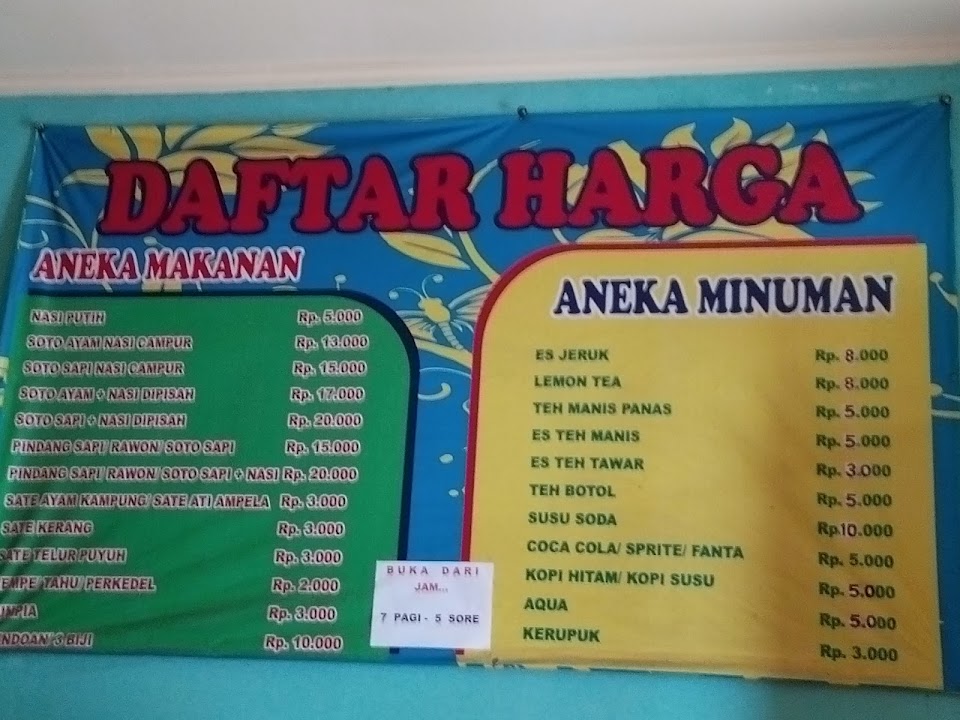 DAFTAR HARGA
ANEKA MAKANAN
NASI PUTIH Rp. 5.000
SOTO AYAM NASI CAMPUR Rp. 13.000
SOTO SAPI NASI CAMPUR Rp. 15.000
SOTO AYAM + NASI DIPISAH Rp. 17.000
SOTO SAPI + NASI DIPISAH Rp. 20.000
PINDANG SAPI/ RAWON/ SOTO SAPI Rp. 15.000
PINDANG SAPI/ RAWON/ SOTO SAPI + NASI Rp. 20.000
SATE AYAM KAMPUNG/ SATE ATI AMPELA Rp. 3.000
SATE KERANG Rp. 3.000
SATE TELUR PUYUH Rp. 3.000
TEMPE TAHU PERKEDEL Rp. 2.000
Rp. 3.000
3 BIJI Rp. 10.000
BUKA DARI
JAM...
7 PAGI - 5 SORE
ANEKA MINUMAN
ES JERUK Rp. 8.000
LEMON TEA Rp. 8.000
TEH MANIS PANAS Rp. 5.000
ES TEH MANIS Rp. 5.000
ES TEH TAWAR Rp. 3.000
TEH BOTOL Rp. 5.000
SUSU SODA Rp.10.000
COCA COLA/ SPRITE/ FANTA Rp. 5.000
KOPI HITAM/ KOPI SUSU Rp. 5.000
AQUA Rp. 5.000
KERUPUK Rp. 3.000